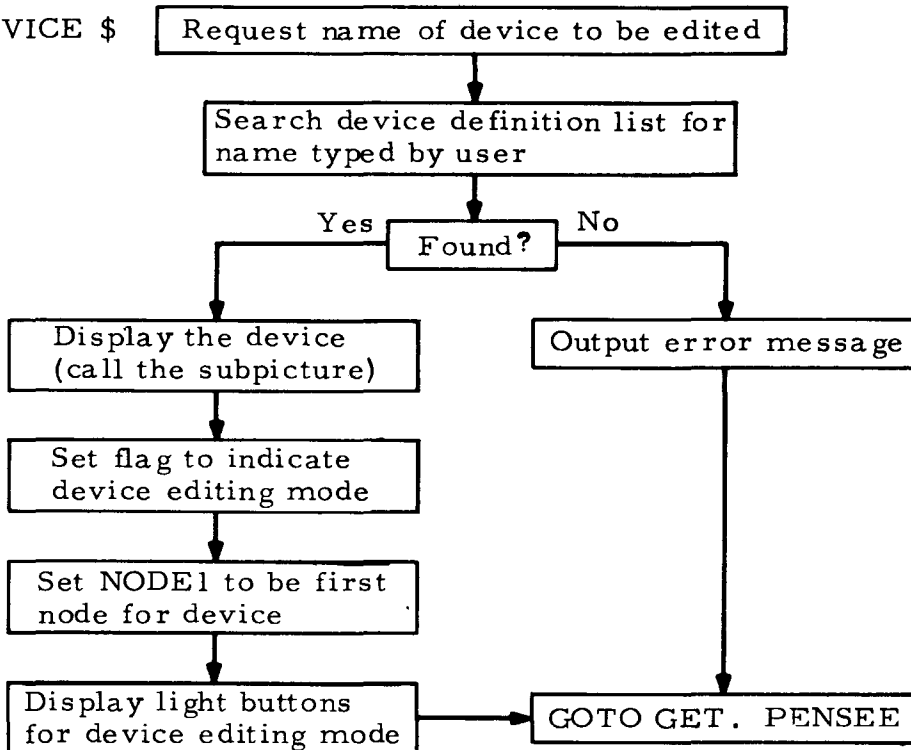 VICE $
Request name of device to be edited
Search device definition list for
name typed by user
Yes
No
Found?
Display the device
(call the subpicture)
Output error message
Set flag to indicate
device editing mode
Set NODE1 to be first
node for device
Display light buttons
for device editing mode
GOTO GET. PENSEE